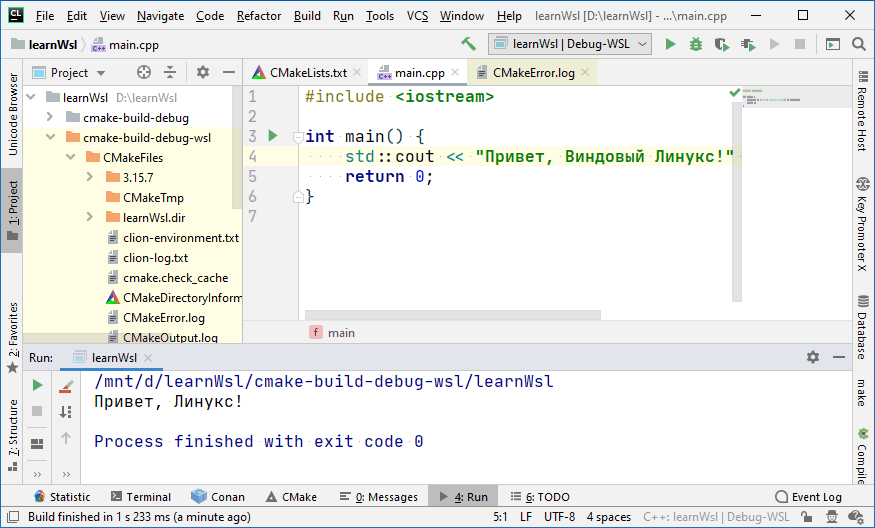 CL File Edit View Navigate Code Refactor Build Run Tools VCS Window Help learnWsl [D:\learnWsl] - ...\main.cpp
learnWsl main.cpp learnWsl | Debug-WSL
Project CMakeLists.txt main.cpp CMakeError.log
learnWsl D:\learnWsl
cmake-build-debug
cmake-build-debug-wsl
CMakeFiles
3.15.7
CMakeTmp
learnWsl.dir
clion-environment.txt
clion-log.txt
cmake.check_cache
CMakeDirectoryInform
CMakeError.log
CMakeOutput.log
1 #include <iostream>
2
3 int main() {
4 std::cout << "Привет, Виндовый Линукс!"
5 return 0;
6 }
7
f main
Unicode Browser
1: Project
2: Favorites
7: Structure
Remote Host
Key Promoter X
Database
make
Compile
Run: learnWsl
/mnt/d/learnWsl/cmake-build-debug-wsl/learnWsl
Привет, Линукс!
Process finished with exit code 0
Statistic Terminal Conan CMake 0: Messages 4: Run 6: TODO Event Log
Build finished in 1 s 233 ms (a minute ago) 5:1 LF UTF-8 4 spaces C++: learnWsl | Debug-WSL